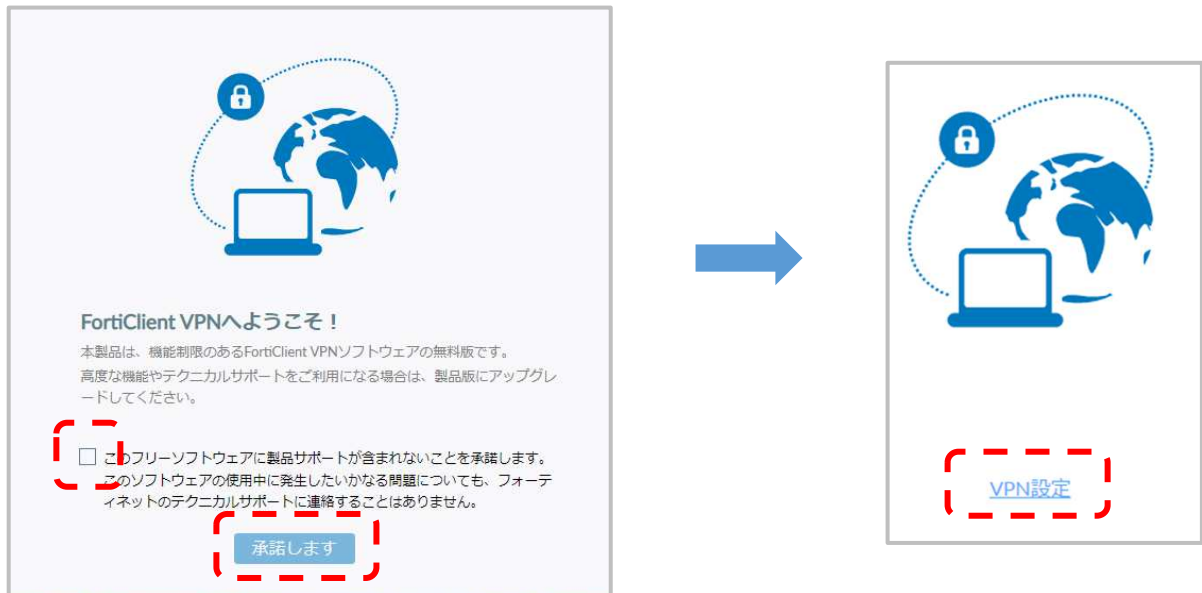 FortiClient VPNへようこそ！
本製品は、機能制限のあるFortiClient VPNソフトウェアの無料版です。
高度な機能やテクニカルサポートをご利用になる場合は、製品版にアップグレ
ードしてください。
このフリーソフトウェアに製品サポートが含まれないことを承諾します。
このソフトウェアの使用中に発生したいかなる問題についても、フォーテ
ィネットのテクニカルサポートに連絡することはありません。
承諾します
VPN設定